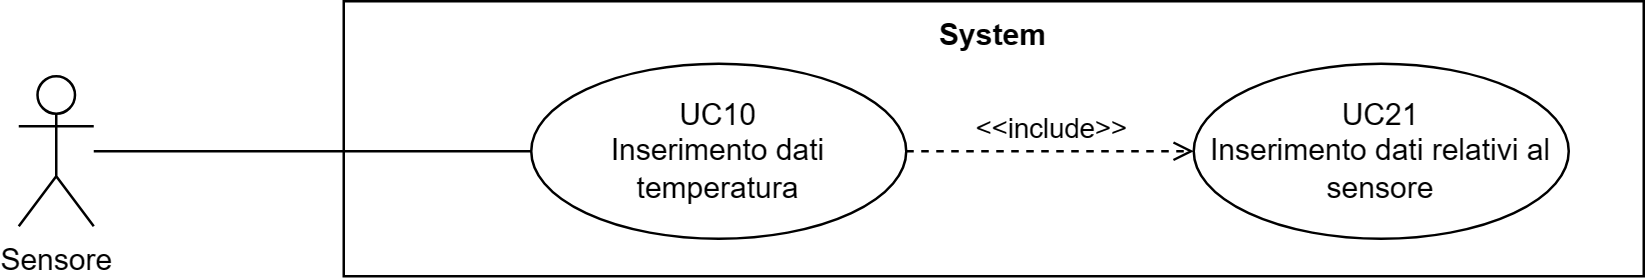 System
UC10
Inserimento dati
temperatura
<<include>>
UC21
Inserimento dati relativi al
sensore
Sensore